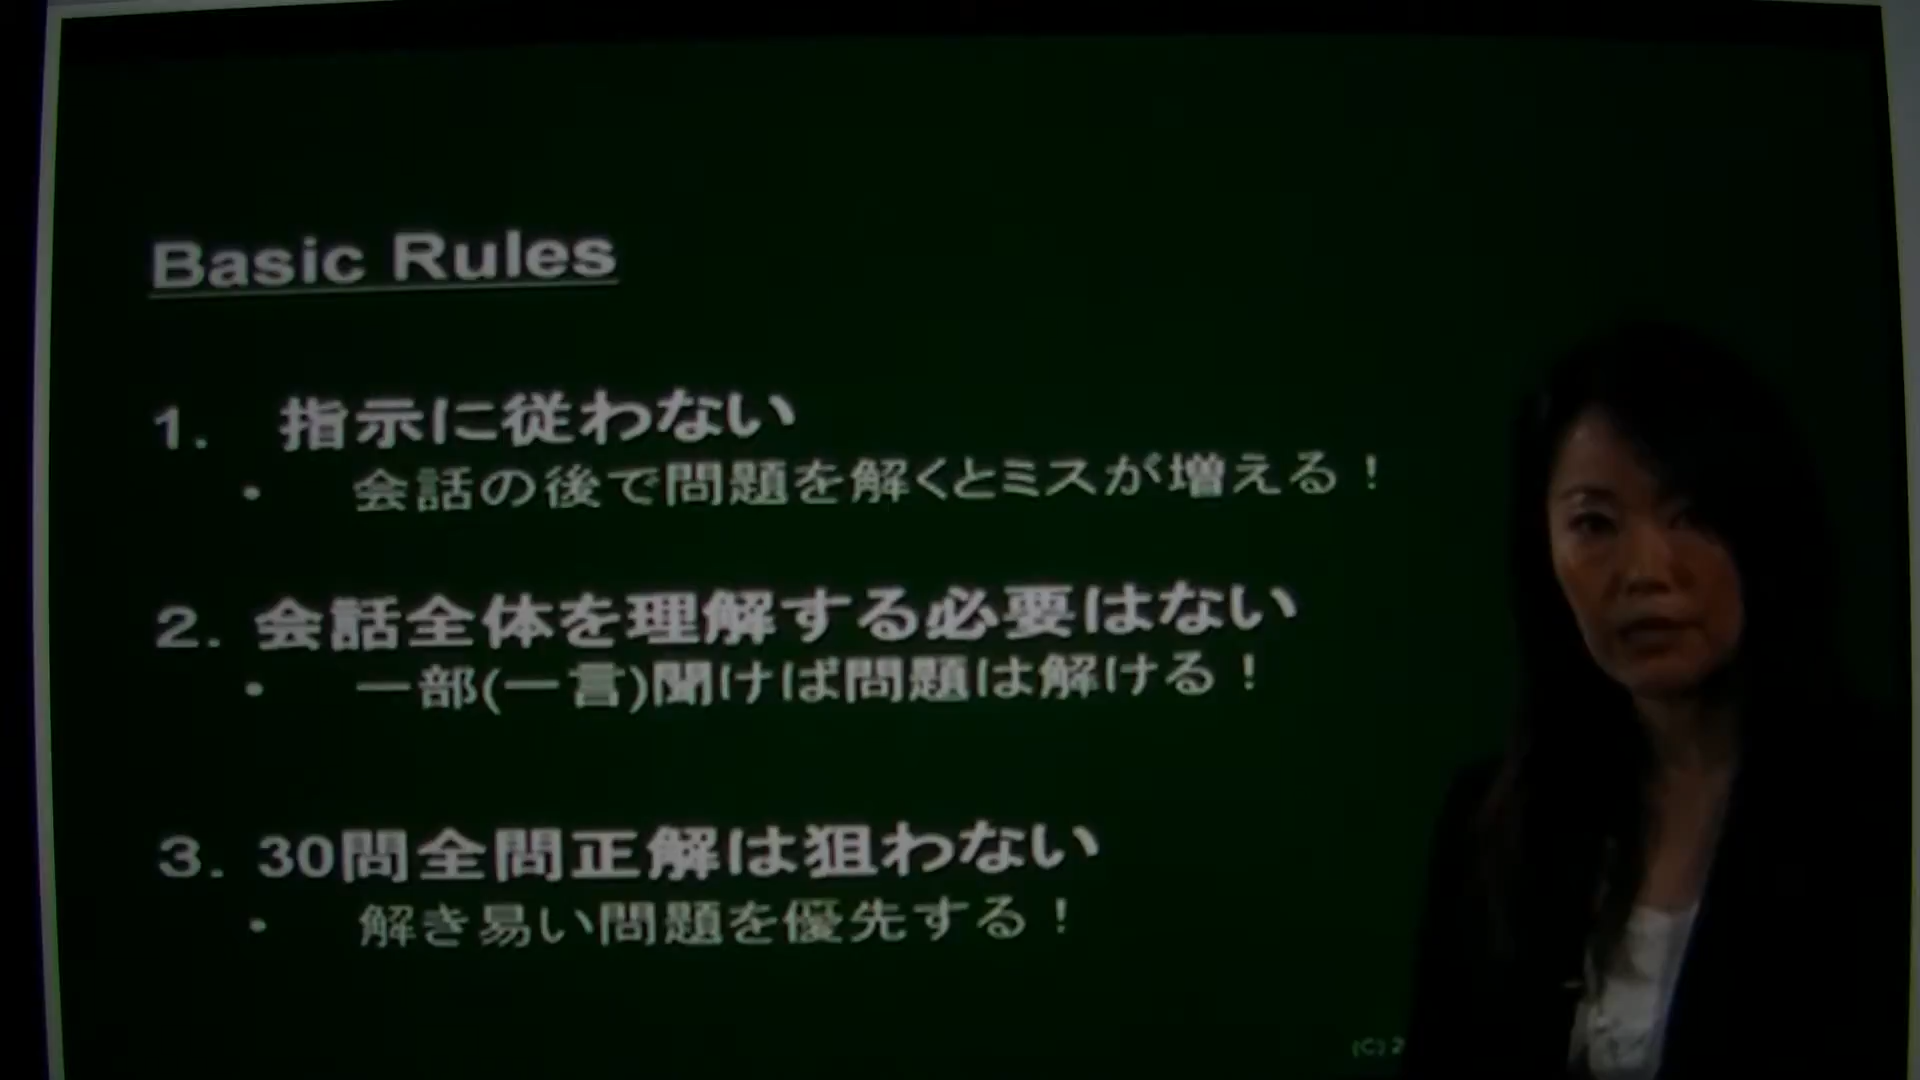 Basic Rules
1. 指示に従わない
• 会話の後で問題を解くとミスが増える！
2. 会話全体を理解する必要はない
• 一部(一言)聞けば問題は解ける！
3. 30問全問正解は狙わない
• 解き易い問題を優先する！
(C) 2